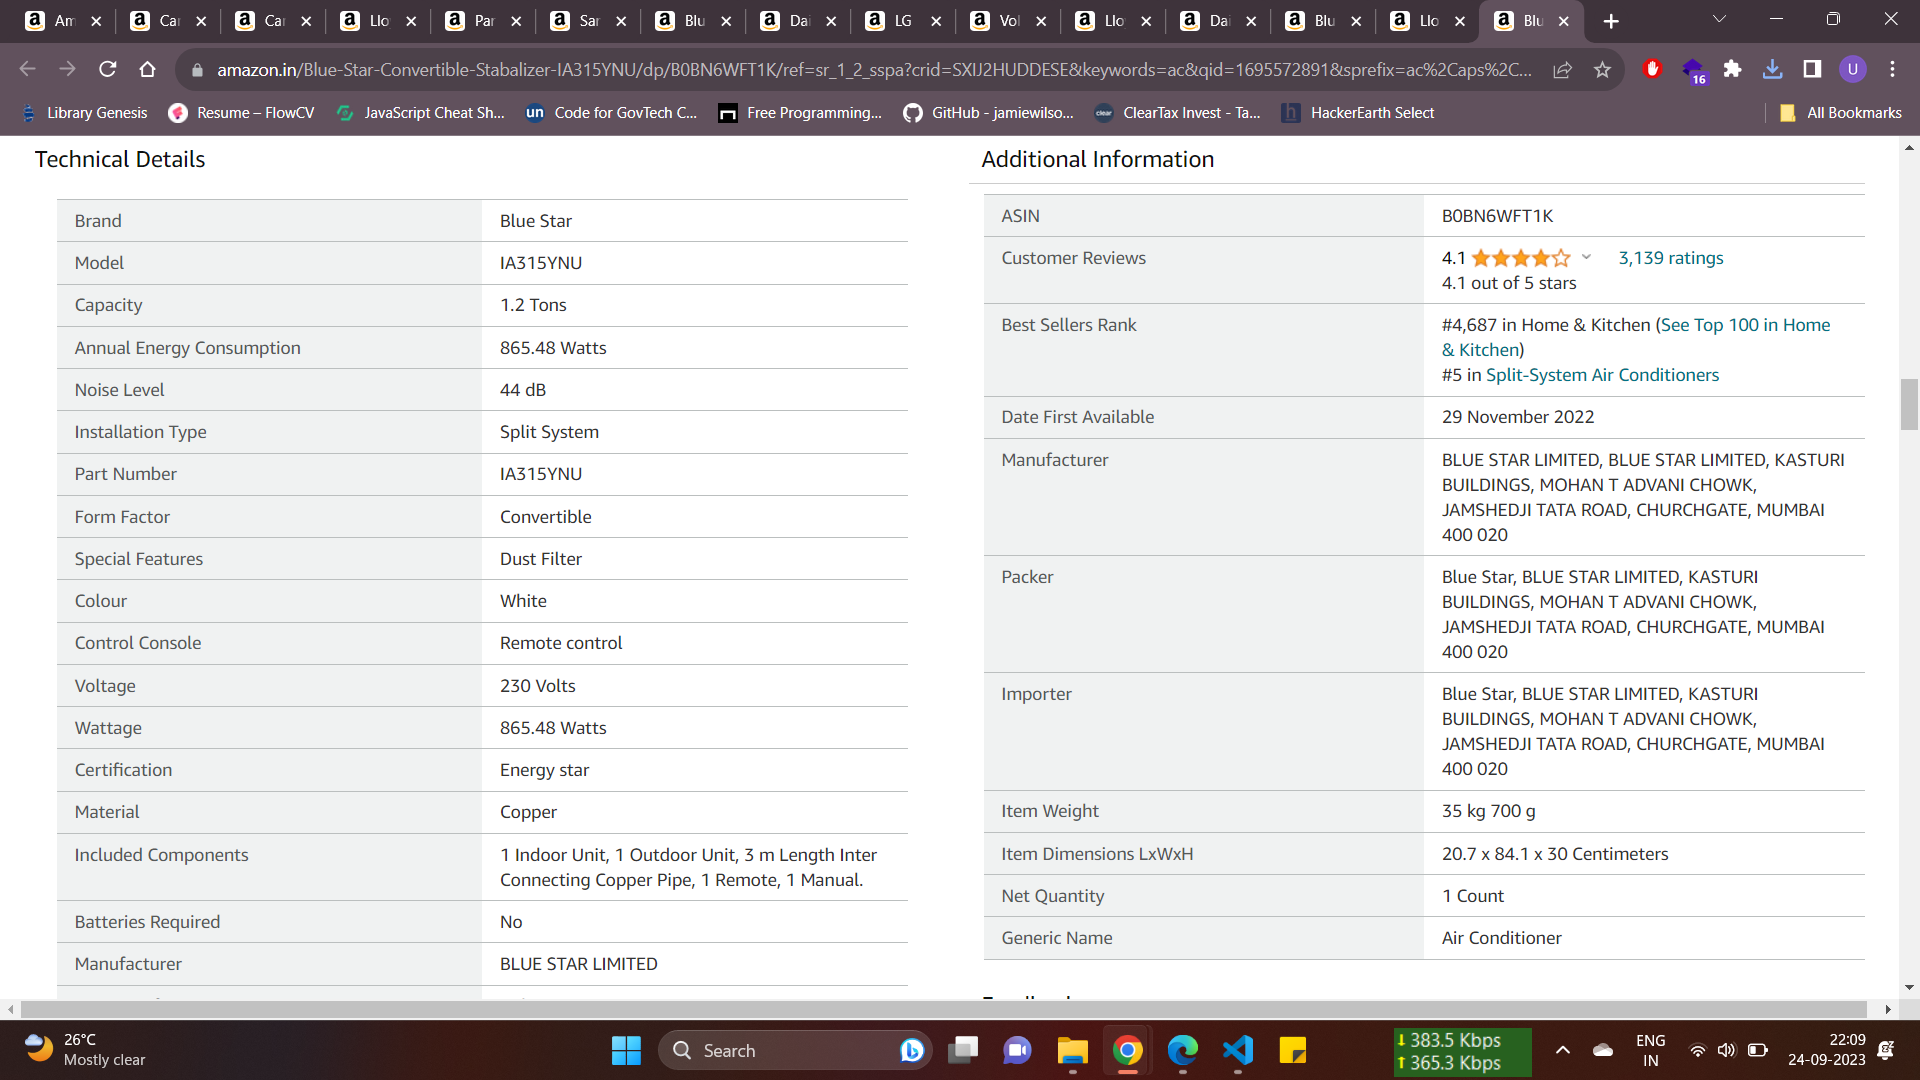 Am
Car
Car
Llo
Par
Sar
Blu
Dai
LG
Vol
Llo
Dai
Blu
Llo
Blu
amazon.in/Blue-Star-Convertible-Stabalizer-IA315YNU/dp/B0BN6WFT1K/ref=sr_1_2_sspa?crid=SXIJ2HUDDESE&keywords=ac&qid=1695572891&sprefix=ac%2Caps%2C...
16
U
Library Genesis
Resume – FlowCV
JavaScript Cheat Sh...
un Code for GovTech C...
Free Programming...
GitHub - jamiewilso...
clear ClearTax Invest - Ta...
h HackerEarth Select
All Bookmarks
Technical Details
Brand Blue Star
Model IA315YNU
Capacity 1.2 Tons
Annual Energy Consumption 865.48 Watts
Noise Level 44 dB
Installation Type Split System
Part Number IA315YNU
Form Factor Convertible
Special Features Dust Filter
Colour White
Control Console Remote control
Voltage 230 Volts
Wattage 865.48 Watts
Certification Energy star
Material Copper
Included Components 1 Indoor Unit, 1 Outdoor Unit, 3 m Length Inter
Connecting Copper Pipe, 1 Remote, 1 Manual.
Batteries Required No
Manufacturer BLUE STAR LIMITED
Additional Information
ASIN B0BN6WFT1K
Customer Reviews 4.1 3,139 ratings
4.1 out of 5 stars
Best Sellers Rank #4,687 in Home & Kitchen (See Top 100 in Home
& Kitchen)
#5 in Split-System Air Conditioners
Date First Available 29 November 2022
Manufacturer BLUE STAR LIMITED, BLUE STAR LIMITED, KASTURI
BUILDINGS, MOHAN T ADVANI CHOWK,
JAMSHEDJI TATA ROAD, CHURCHGATE, MUMBAI
400 020
Packer Blue Star, BLUE STAR LIMITED, KASTURI
BUILDINGS, MOHAN T ADVANI CHOWK,
JAMSHEDJI TATA ROAD, CHURCHGATE, MUMBAI
400 020
Importer Blue Star, BLUE STAR LIMITED, KASTURI
BUILDINGS, MOHAN T ADVANI CHOWK,
JAMSHEDJI TATA ROAD, CHURCHGATE, MUMBAI
400 020
Item Weight 35 kg 700 g
Item Dimensions LxWxH 20.7 x 84.1 x 30 Centimeters
Net Quantity 1 Count
Generic Name Air Conditioner
26°C
Mostly clear
Search
383.5 Kbps
365.3 Kbps
ENG
IN
22:09
24-09-2023